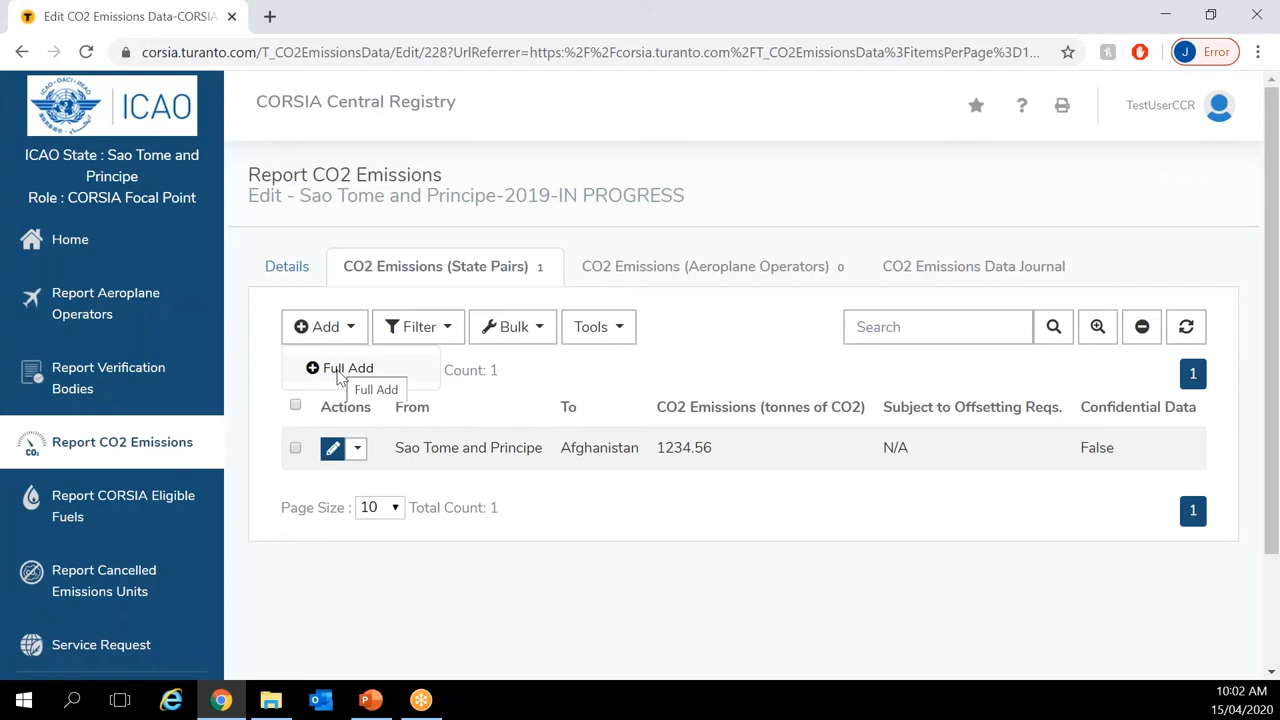 Edit CO2 Emissions Data-CORSIA
corsia.turanto.com/T_CO2EmissionsData/Edit/228?UrlReferrer=https:%2F%2Fcorsia.turanto.com%2FT_CO2EmissionsData%3FitemsPerPage%3D1...
J Error
ICAO
ICAO State : Sao Tome and
Principe
Role : CORSIA Focal Point
Home
Report Aeroplane
Operators
Report Verification
Bodies
Report CO2 Emissions
Report CORSIA Eligible
Fuels
Report Cancelled
Emissions Units
Service Request
CORSIA Central Registry
TestUserCCR
Report CO2 Emissions
Edit - Sao Tome and Principe-2019-IN PROGRESS
Details
CO2 Emissions (State Pairs) 1
CO2 Emissions (Aeroplane Operators) 0
CO2 Emissions Data Journal
Add
Filter
Bulk
Tools
Search
Full Add
Count: 1
1
Full Add
Actions From To CO2 Emissions (tonnes of CO2) Subject to Offsetting Reqs. Confidential Data
Sao Tome and Principe Afghanistan 1234.56 N/A False
Page Size : 10 Total Count: 1
1
10:02 AM
15/04/2020